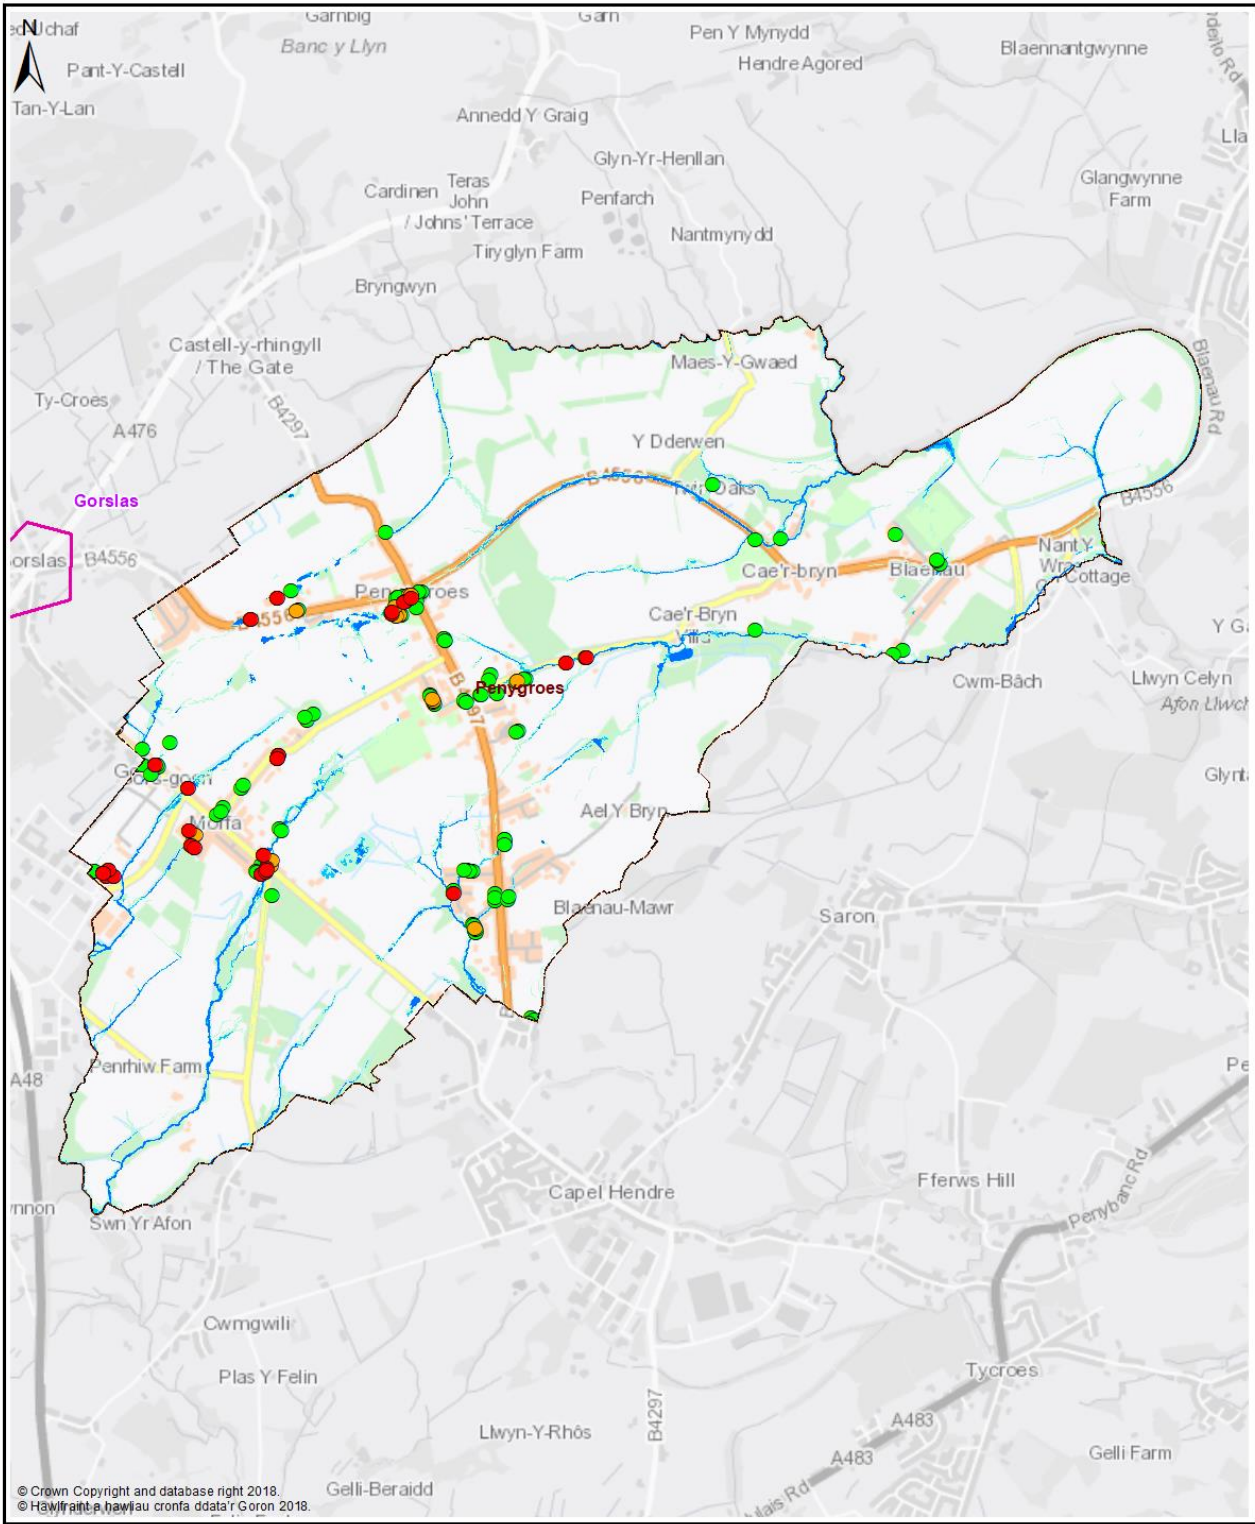 N
Garnbig
Garn
Banc y Llyn
Pen Y Mynydd
Hendre Agored
Blaennantgwynne
Pant-Y-Castell
Tan-Y-Lan
Annedd Y Graig
Glyn-Yr-Henllan
Glangwynne
Farm
Cardinen
Teras
John
/ Johns' Terrace
Penfarch
Nantmynydd
Tiryglyn Farm
Bryngwyn
Castell-y-rhingyll
/ The Gate
Maes-Y-Gwaed
Blaenau Rd
Ty-Croes
B4297
A476
Y Dderwen
Gorslas
B4556
B4556
Cae'r-bryn
Blaenau
Nant Y
Cottage
Penygroes
B4556
Cae'r-Bryn
Villa
Cwm-Bâch
Llwyn Celyn
Penygroes
B4297
Ael Y Bryn
Morfa
Blaenau-Mawr
Saron
Penrhiw Farm
A48
Capel Hendre
Fferws Hill
Penybanc Rd
Swn Yr Afon
Cwmgwili
Plas Y Felin
Tycroes
B4297
Llwyn-Y-Rhôs
A483
A483
Gelli Farm
Gelli-Beraidd
© Crown Copyright and database right 2018.
© Hawlfraint a hawliau cronfa ddata'r Goron 2018.